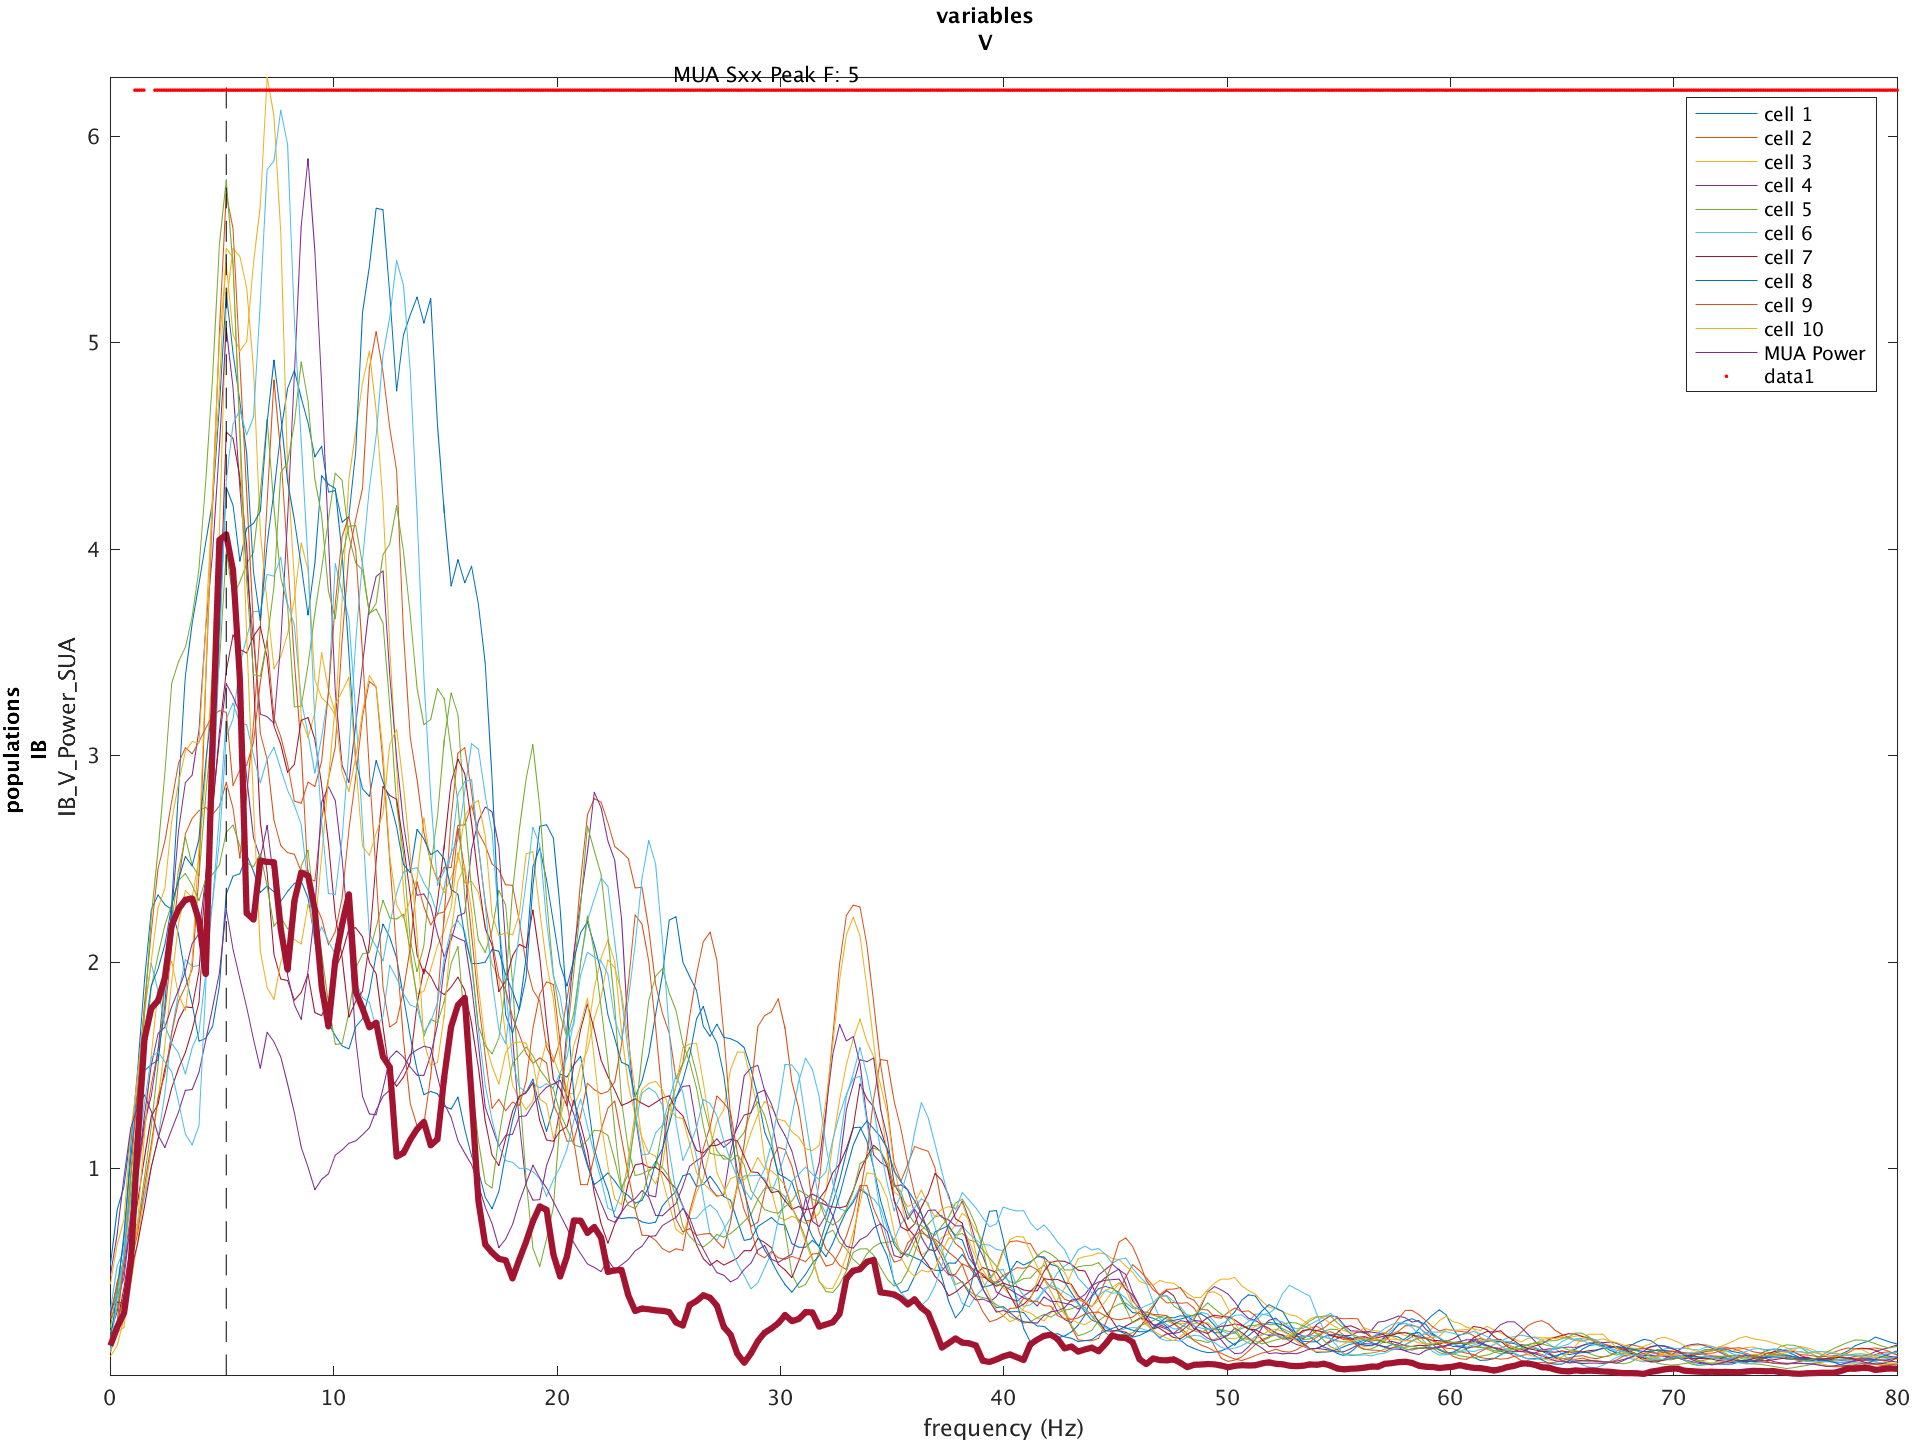 variables
V
MUA Sxx Peak F: 5
populations
IB
IB_V_Power_SUA
6
5
4
3
2
1
0
10
20
30
40
50
60
70
80
frequency (Hz)
cell 1
cell 2
cell 3
cell 4
cell 5
cell 6
cell 7
cell 8
cell 9
cell 10
MUA Power
data1